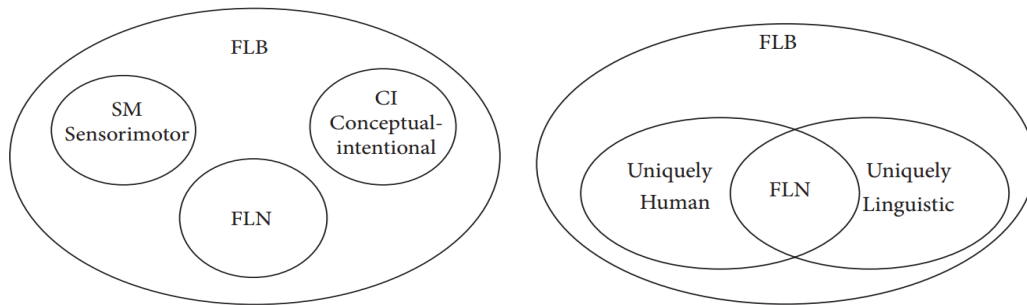 FLB
SM
Sensorimotor
CI
Conceptual-
intentional
FLN
FLB
Uniquely
Human
FLN
Uniquely
Linguistic